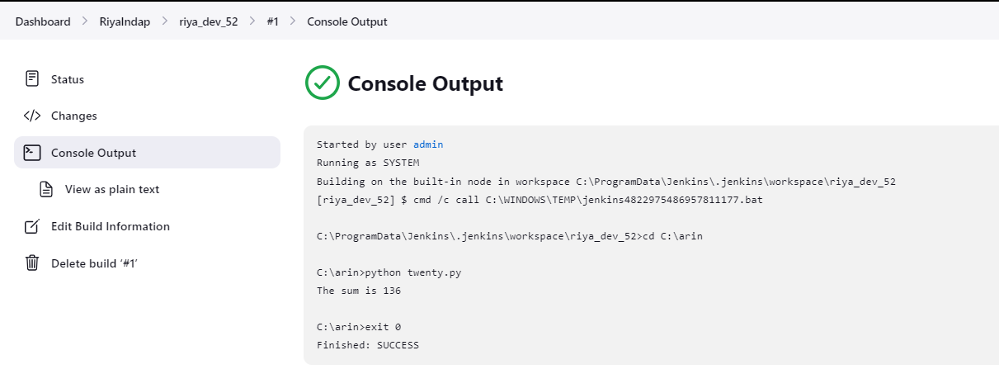 Dashboard > RiyaIndap > riya_dev_52 > #1 > Console Output
Status
Changes
Console Output
View as plain text
Edit Build Information
Delete build ‘#1’
Console Output
Started by user admin
Running as SYSTEM
Building on the built-in node in workspace C:\ProgramData\Jenkins\.jenkins\workspace\riya_dev_52
[riya_dev_52] $ cmd /c call C:\WINDOWS\TEMP\jenkins4822975486957811177.bat
C:\ProgramData\Jenkins\.jenkins\workspace\riya_dev_52>cd C:\arin
C:\arin>python twenty.py
The sum is 136
C:\arin>exit 0
Finished: SUCCESS